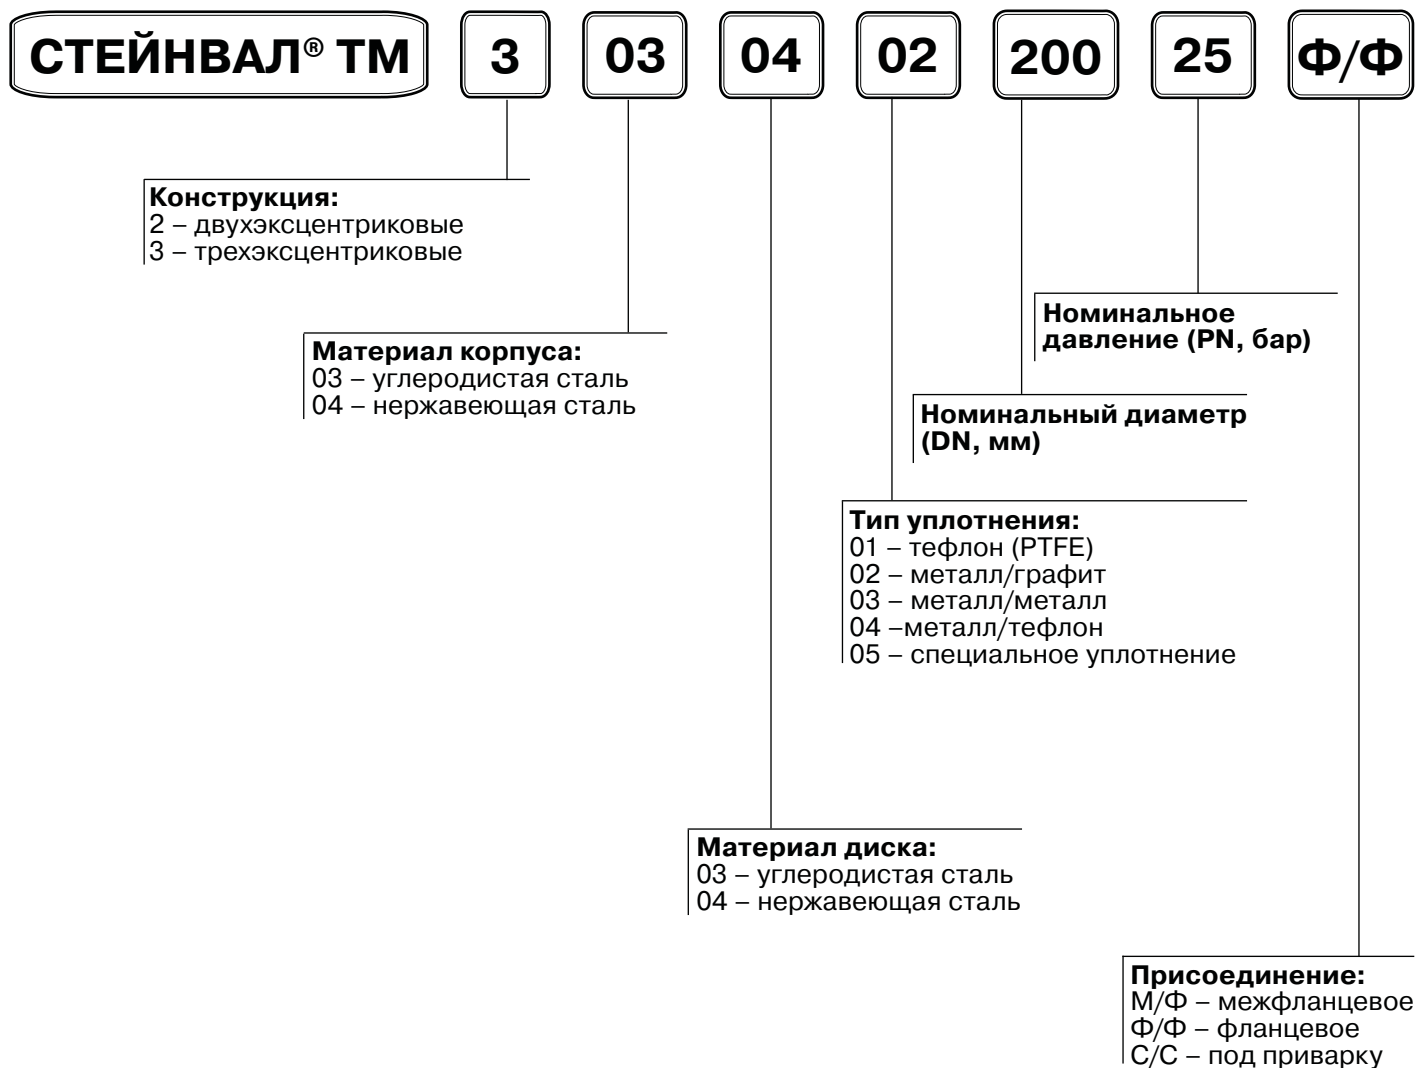 СТЕЙНВАЛ® ТМ 3 03 04 02 200 25 Ф/Ф
Конструкция:
2 – двухэксцентриковые
3 – трехэксцентриковые
Материал корпуса:
03 – углеродистая сталь
04 – нержавеющая сталь
Номинальное
давление (PN, бар)
Номинальный диаметр
(DN, мм)
Тип уплотнения:
01 – тефлон (PTFE)
02 – металл/графит
03 – металл/металл
04 –металл/тефлон
05 – специальное уплотнение
Материал диска:
03 – углеродистая сталь
04 – нержавеющая сталь
Присоединение:
М/Ф – межфланцевое
Ф/Ф – фланцевое
С/С – под приварку